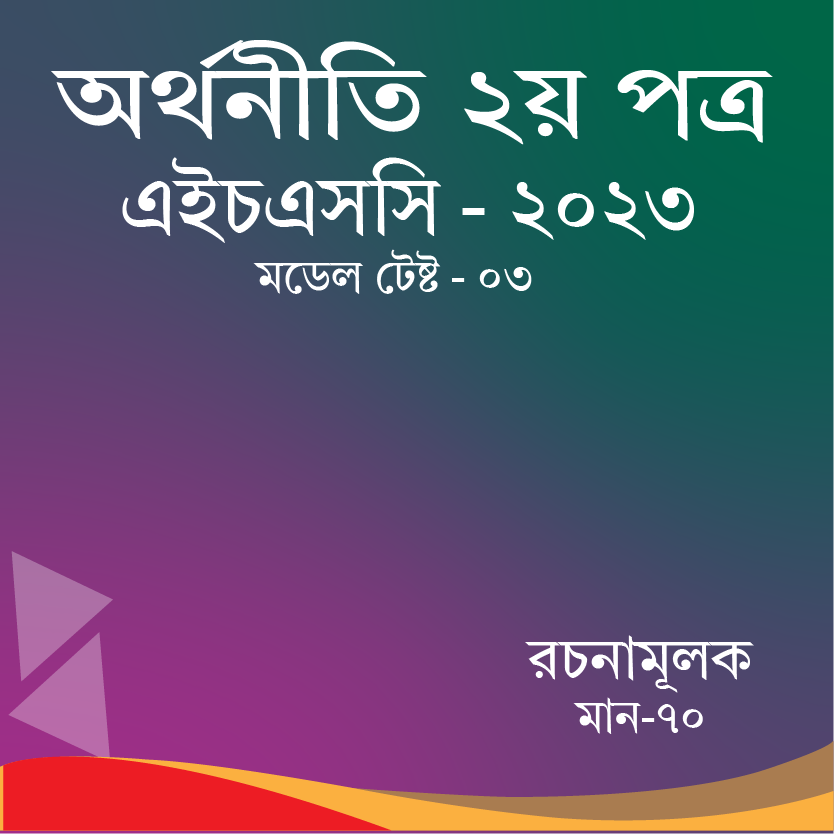 অর্থনীতি ২য় পত্র
এইচএসসি - ২০২৩
মডেল টেষ্ট - ০৩
রচনামূলক
মান-৭০